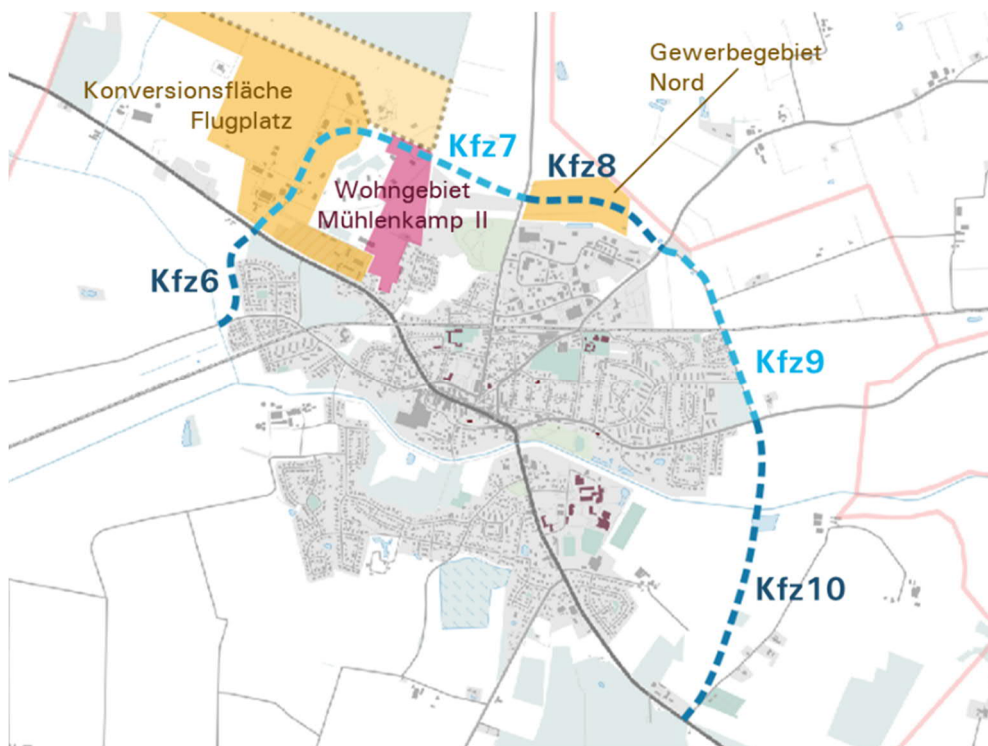 Gewerbegebiet
Nord
Konversionsfläche
Flugplatz
Kfz7
Kfz8
Wohngebiet
Mühlenkamp II
Kfz6
Kfz9
Kfz10